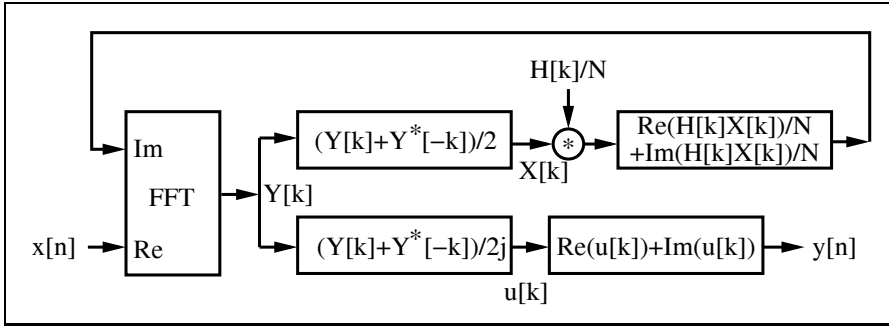 H[k]/N
Im
FFT
Re
x[n]
Y[k]
(Y[k]+Y*[−k])/2
X[k]
*
Re(H[k]X[k])/N
+Im(H[k]X[k])/N
(Y[k]+Y*[−k])/2j
u[k]
Re(u[k])+Im(u[k])
y[n]